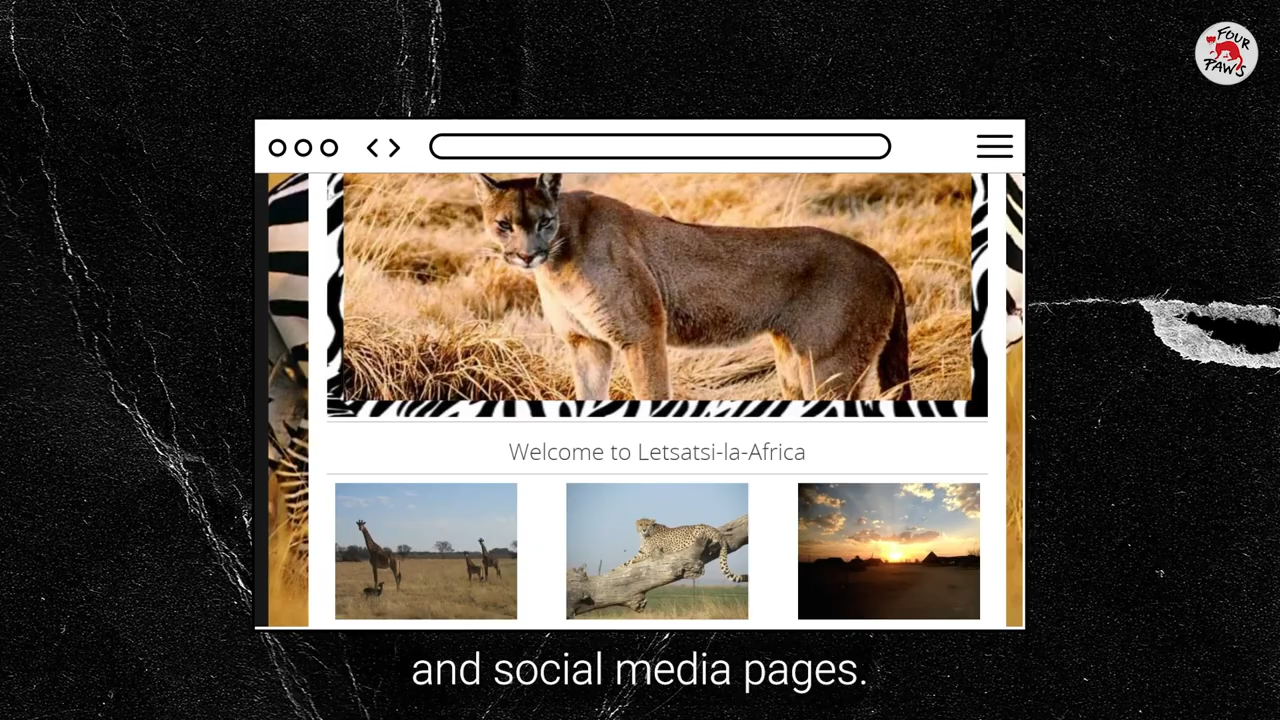 FOUR
PAWS
Welcome to Letsatsi-la-Africa
and social media pages.